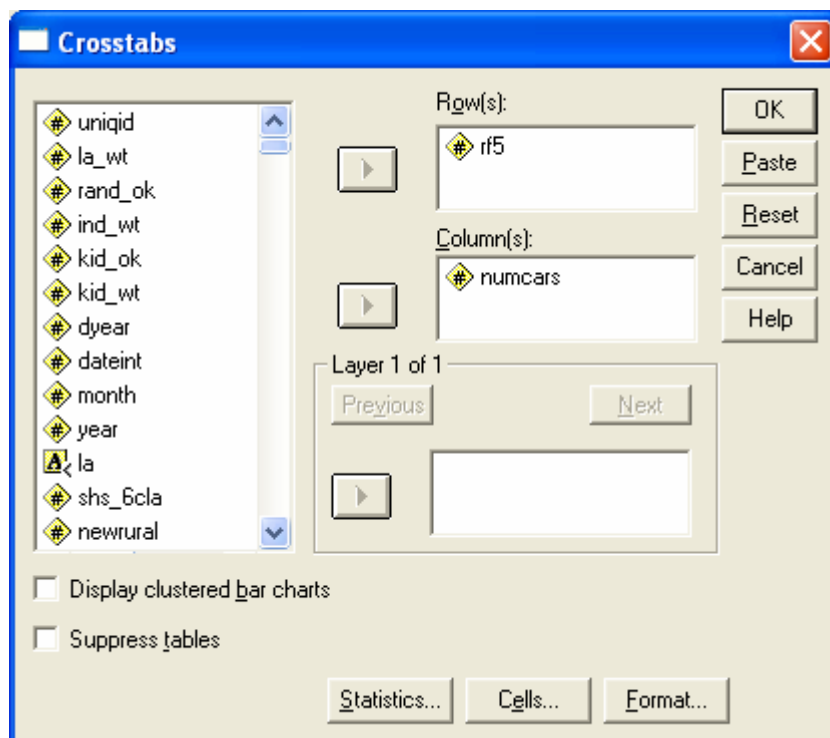 Crosstabs
uniqid
la_wt
rand_ok
ind_wt
kid_ok
kid_wt
dyear
dateint
month
year
A la
shs_6cla
newrural
Row(s):
# rf5
Column(s):
# numcars
Layer 1 of 1
Previous
Next
OK
Paste
Reset
Cancel
Help
Display clustered bar charts
Suppress tables
Statistics...
Cells...
Format...